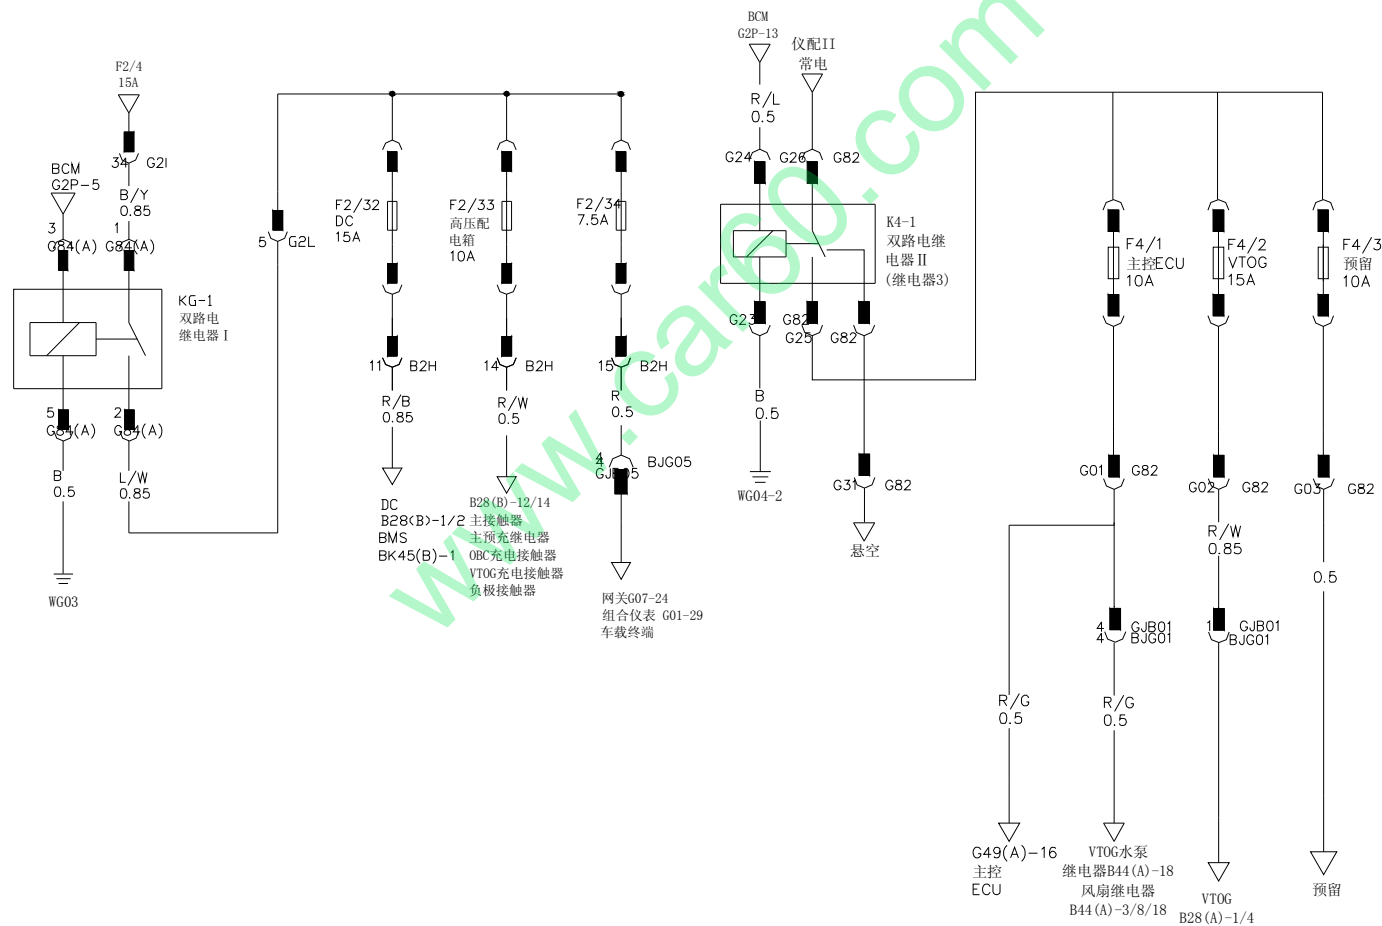 F2/4
15A
34
G2I
BCM
G2P-5
B/Y
0.85
3
G84(A)
1
G84(A)
KG-1
双路电
继电器Ⅰ
5
G84(A)
2
G84(A)
B
0.5
L/W
0.85
WG03
5
G2L
F2/32
DC
15A
F2/33
高压配
电箱
10A
F2/34
7.5A
11
B2H
14
B2H
15
B2H
R/B
0.85
R/W
0.5
R
0.5
4
4
BJG05
GJB05
DC
B28(B)-1/2
BMS
BK45(B)-1
B28(B)-12/14
主接触器
主预充继电器
OBC充电接触器
VTOG充电接触器
负极接触器
网关G07-24
组合仪表 G01-29
车载终端
BCM
G2P-13
仪配II
常电
R/L
0.5
G24
G26
G82
K4-1
双路电继
电器Ⅱ
(继电器3)
G23
G82
G25
G82
B
0.5
WG04-2
G31
G82
悬空
F4/1
主控ECU
10A
F4/2
VTOG
15A
F4/3
预留
10A
G01
G82
G02
G82
G03
G82
R/W
0.85
0.5
4
GJB01
4
BJG01
1
GJB01
BJG01
R/G
0.5
R/G
0.5
G49(A)-16
主控
ECU
VTOG水泵
继电器B44(A)-18
风扇继电器
B44(A)-3/8/18
VTOG
B28(A)-1/4
预留
www.car60.com